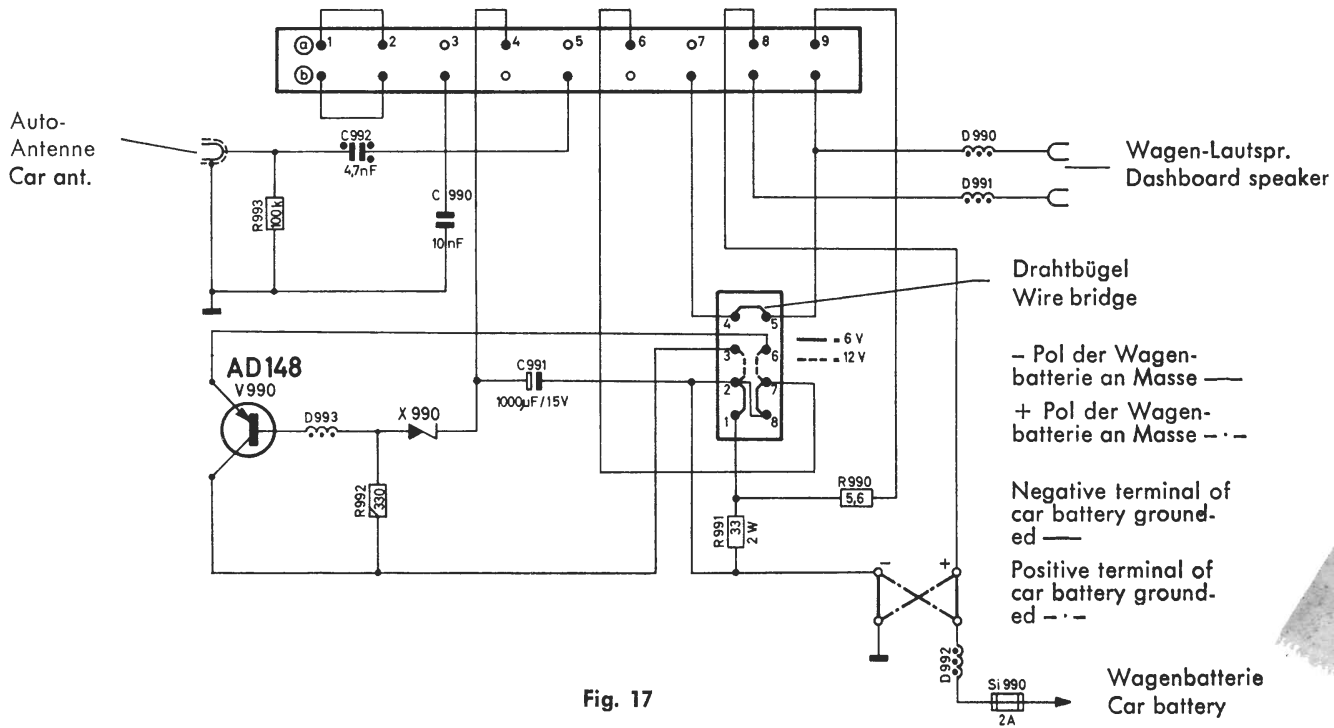 a 1 2 3 4 5 6 7 8 9
b
Auto-
Antenne
Car ant.
C992
4,7nF
R993
100k
C 990
10nF
D990
D991
Wagen-Lautspr.
Dashboard speaker
Drahtbügel
Wire bridge
4 5
3 6
2 7
1 8
= 6 V
= 12 V
AD148
V990
D993
X 990
C991
1000µF/15V
R992
330
R990
5,6
R991
33
2 W
– Pol der Wagen-
batterie an Masse —
+ Pol der Wagen-
batterie an Masse –·–
Negative terminal of
car battery ground-
ed —
Positive terminal of
car battery ground-
ed –·–
- +
D992
Si 990
2A
Wagenbatterie
Car battery
Fig. 17